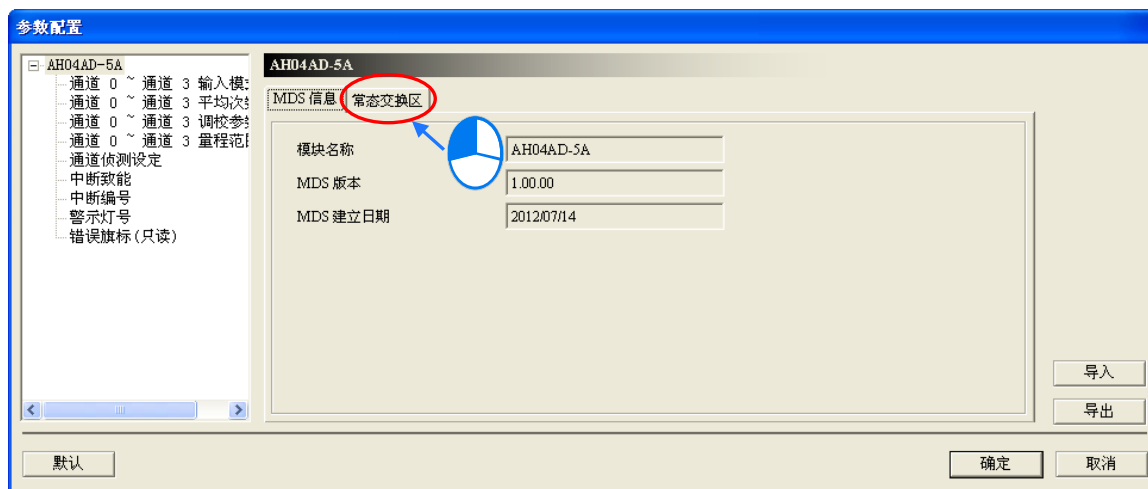 参数配置
AH04AD-5A
通道 0 ~ 通道 3 输入模
通道 0 ~ 通道 3 平均次
通道 0 ~ 通道 3 调校参
通道 0 ~ 通道 3 量程范
通道侦测设定
中断致能
中断编号
警示灯号
错误旗标(只读)
AH04AD-5A
MDS 信息 常态交换区
模块名称 AH04AD-5A
MDS 版本 1.00.00
MDS 建立日期 2012/07/14
导入
导出
默认 确定 取消